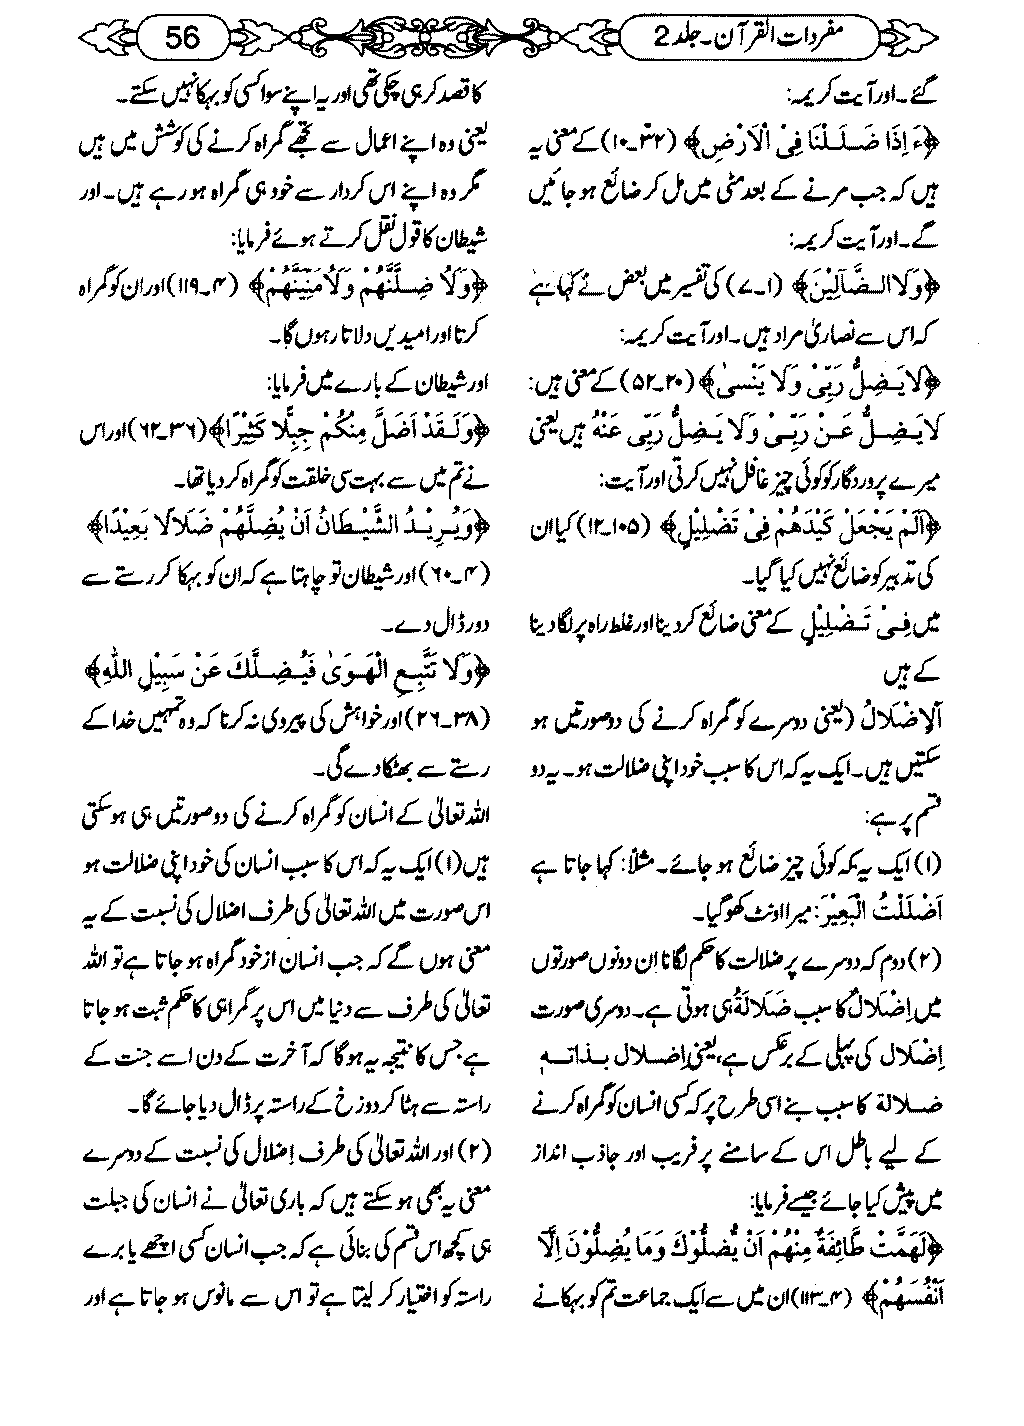 مفردات القرآن ۔ جلد 2
56
گئے ۔ اور آیت کریمہ:
﴿ءَ اِذَا ضَلَلْنَا فِیْ الْاَرْضِ﴾ (۳۲۔۱۰) کے معنی یہ
ہیں کہ جب مرنے کے بعد مٹی میں مل کر ضائع ہو جائیں
گے ۔ اور آیت کریمہ:
﴿وَلَا الضَّآلِّیْنَ﴾ (۱۔۷) کی تفسیر میں بعض نے کہا ہے
کہ اس سے نصاریٰ مراد ہیں ۔ اور آیت کریمہ:
﴿لَا یَضِلُّ رَبِّیْ وَلَا یَنْسیٰ﴾ (۲۰۔۵۲) کے معنی ہیں:
لَا یَضِلُّ عَنْ رَبِّیْ وَلَا یَضِلُّ رَبِّی عَنْهُ ہیں یعنی
میرے پروردگار کو کوئی چیز غافل نہیں کرتی اور آیت:
﴿اَلَمْ یَجْعَلْ کَیْدَهُمْ فِیْ تَضْلِیْلٍ﴾ (۱۰۵۔۱۲) کیا ان
کی تدبیر کو ضائع نہیں کیا گیا۔
میں فِیْ تَضْلِیْلٍ کے معنی ضائع کر دینا اور غلط راہ پر لگا دینا
کے ہیں
اَلْاِضْلَالُ (یعنی دوسرے کو گمراہ کرنے کی دو صورتیں ہو
سکتیں ہیں۔ ایک یہ کہ اس کا سبب خود اپنی ضلالت ہو۔ یہ دو
قسم پر ہے:
(۱) ایک یہ کہ کوئی چیز ضائع ہو جائے ۔ مثلاً: کہا جاتا ہے
اَضْلَلْتُ الْبَعِیْرَ: میرا اونٹ کھو گیا۔
(۲) دوم کہ دوسرے پر ضلالت کا حکم لگانا ان دونوں صورتوں
میں اِضْلَالٌ کا سبب ضَلَالَةٌ ہی ہوتی ہے۔ دوسری صورت
اِضْلَال کی پہلی کے برعکس ہے، یعنی اِضلال بذاتہٖ
ضلالة کا سبب بنے اسی طرح پر کہ کسی انسان کو گمراہ کرنے
کے لیے باطل اس کے سامنے پر فریب اور جاذب انداز
میں پیش کیا جائے جیسے فرمایا:
﴿لَهَمَّتْ طَّائِفَةٌ مِنْهُمْ اَنْ یُّضِلُّوْكَ وَمَا یُضِلُّوْنَ اِلَّا
اَنْفُسَهُمْ﴾ (۴۔۱۱۳) ان میں سے ایک جماعت تم کو بہکانے
کا قصد کر ہی چکی تھی اور یہ اپنے سوا کسی کو بہکا نہیں سکتے۔
یعنی وہ اپنے اعمال سے تجھے گمراہ کرنے کی کوشش میں ہیں
مگر وہ اپنے اس کردار سے خود ہی گمراہ ہو رہے ہیں۔ اور
شیطان کا قول نقل کرتے ہوئے فرمایا:
﴿وَلَاُ ضِلَّنَّهُمْ وَلَاُمَنِّیَنَّهُمْ﴾ (۴۔۱۱۹) اور ان کو گمراہ
کرتا اور امیدیں دلاتا رہوں گا۔
اور شیطان کے بارے میں فرمایا:
﴿وَلَقَدْ اَضَلَّ مِنْکُمْ جِبِلًّا کَثِیْرًا﴾ (۳۶۔۶۲) اور اس
نے تم میں سے بہت سی خلقت کو گمراہ کر دیا تھا۔
﴿وَیُرِیْدُ الشَّیْطَانُ اَنْ یُضِلَّهُمْ ضَلَالًا بَعِیْدًا﴾
(۴۔۶۰) اور شیطان تو چاہتا ہے کہ ان کو بہکا کر رستے سے
دور ڈال دے۔
﴿وَلَا تَتَّبِعِ الْهَوَیٰ فَیُضِلَّكَ عَنْ سَبِیْلِ اللّٰهِ﴾
(۳۸۔۲۶) اور خواہش کی پیروی نہ کرنا کہ وہ تمہیں خدا کے
رستے سے بھٹکا دے گی۔
اللہ تعالیٰ کے انسان کو گمراہ کرنے کی دو صورتیں ہی ہو سکتی
ہیں (۱) ایک یہ کہ اس کا سبب انسان کی خود اپنی ضلالت ہو
اس صورت میں اللہ تعالیٰ کی طرف اضلال کی نسبت کے یہ
معنی ہوں گے کہ جب انسان از خود گمراہ ہو جاتا ہے تو اللہ
تعالیٰ کی طرف سے دنیا میں اس پر گمراہی کا حکم ثبت ہو جاتا
ہے جس کا نتیجہ یہ ہوگا کہ آخرت کے دن اسے جنت کے
راستہ سے ہٹا کر دوزخ کے راستہ پر ڈال دیا جائے گا۔
(۲) اور اللہ تعالیٰ کی طرف اِضلال کی نسبت کے دوسرے
معنی یہ بھی ہو سکتے ہیں کہ باری تعالیٰ نے انسان کی جبلت
ہی کچھ اس قسم کی بنائی ہے کہ جب انسان کسی اچھے یا برے
راستہ کو اختیار کر لیتا ہے تو اس سے مانوس ہو جاتا ہے اور